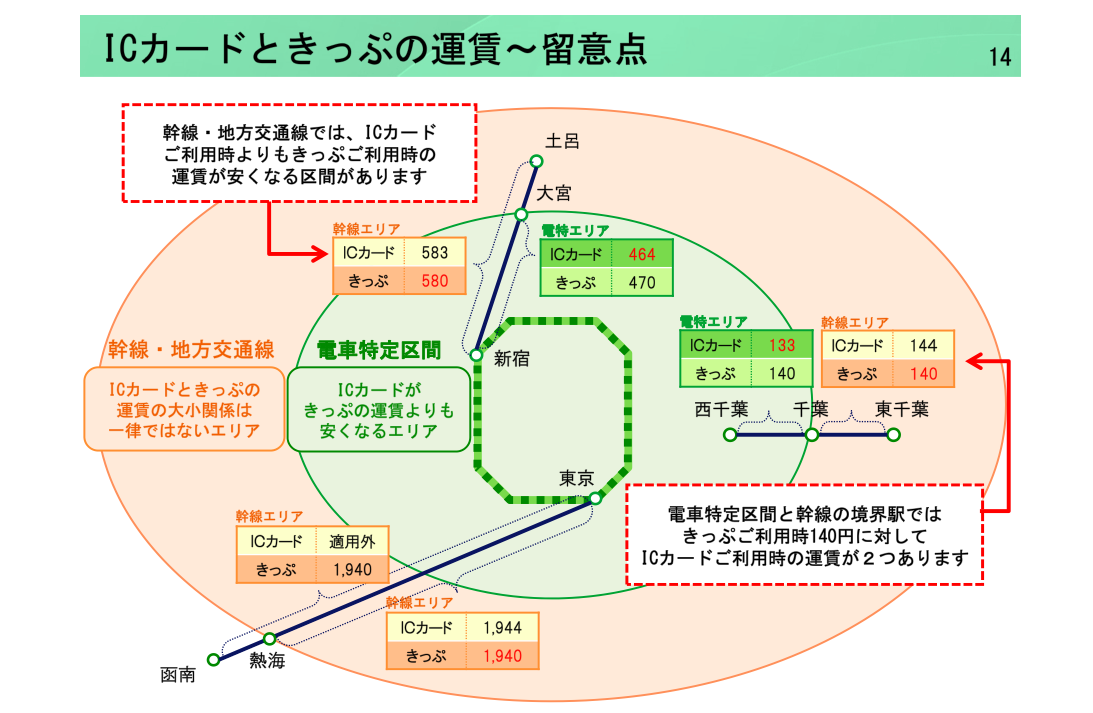 ICカードときっぷの運賃～留意点
14
幹線・地方交通線では、ICカード
ご利用時よりもきっぷご利用時の
運賃が安くなる区間があります
土呂
大宮
幹線エリア
ICカード 583
きっぷ 580
電特エリア
ICカード 464
きっぷ 470
新宿
幹線・地方交通線
ICカードときっぷの
運賃の大小関係は
一律ではないエリア
電車特定区間
ICカードが
きっぷの運賃よりも
安くなるエリア
電特エリア
ICカード 133
きっぷ 140
幹線エリア
ICカード 144
きっぷ 140
西千葉
千葉
東千葉
東京
電車特定区間と幹線の境界駅では
きっぷご利用時140円に対して
ICカードご利用時の運賃が２つあります
幹線エリア
ICカード 適用外
きっぷ 1,940
幹線エリア
ICカード 1,944
きっぷ 1,940
熱海
函南